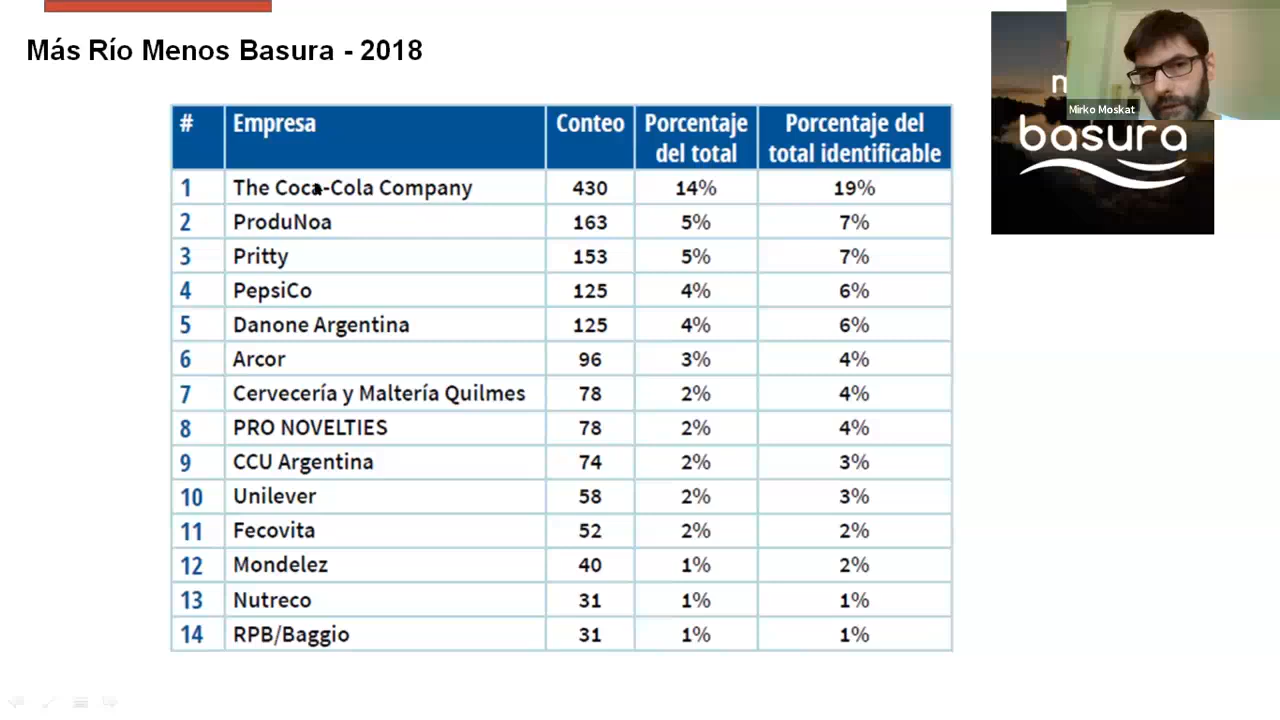 Más Río Menos Basura - 2018
# Empresa Conteo Porcentaje del total Porcentaje del total identificable
1 The Coca-Cola Company 430 14% 19%
2 ProduNoa 163 5% 7%
3 Pritty 153 5% 7%
4 PepsiCo 125 4% 6%
5 Danone Argentina 125 4% 6%
6 Arcor 96 3% 4%
7 Cervecería y Maltería Quilmes 78 2% 4%
8 PRO NOVELTIES 78 2% 4%
9 CCU Argentina 74 2% 3%
10 Unilever 58 2% 3%
11 Fecovita 52 2% 2%
12 Mondelez 40 1% 2%
13 Nutreco 31 1% 1%
14 RPB/Baggio 31 1% 1%
Mirko Moskat
basura